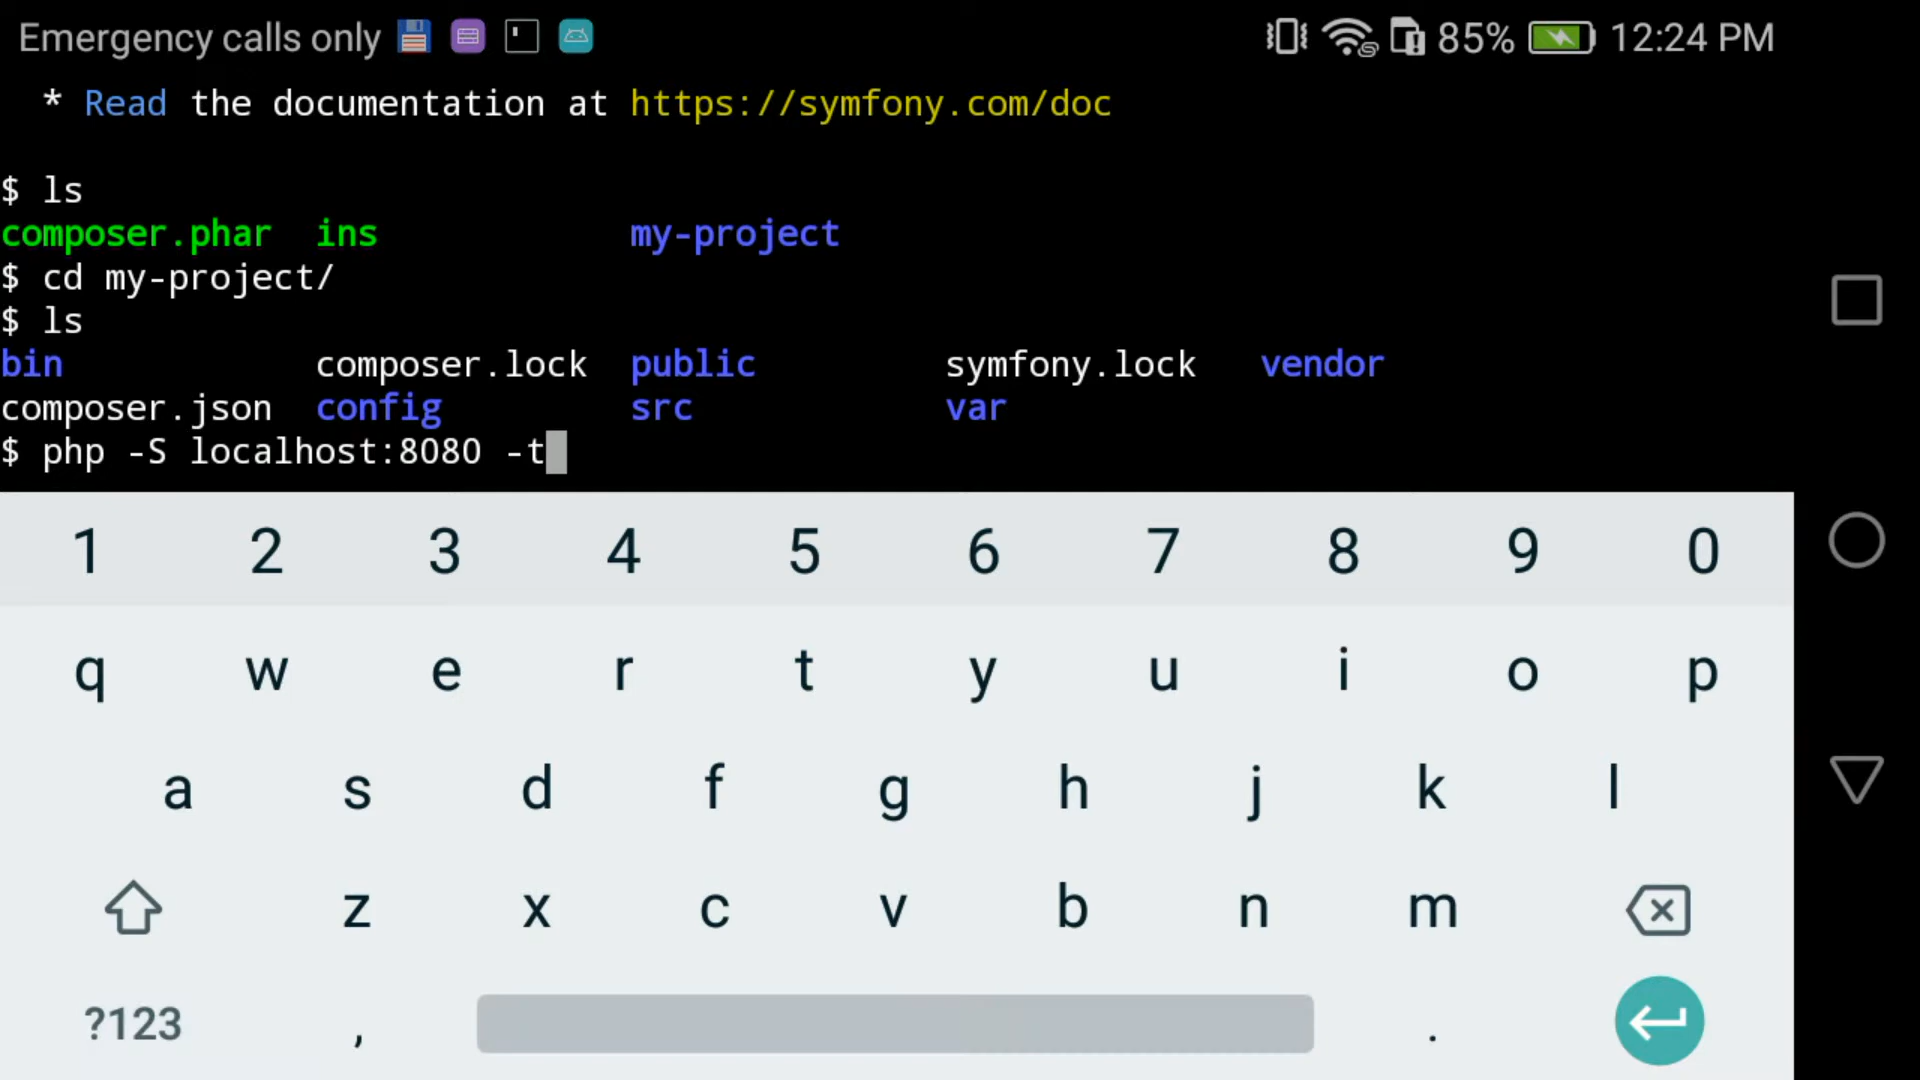 Emergency calls only 85% 12:24 PM
* Read the documentation at https://symfony.com/doc
$ ls
composer.phar ins my-project
$ cd my-project/
$ ls
bin composer.lock public symfony.lock vendor
composer.json config src var
$ php -S localhost:8080 -t
1 2 3 4 5 6 7 8 9 0
q w e r t y u i o p
a s d f g h j k l
z x c v b n m
?123 , .